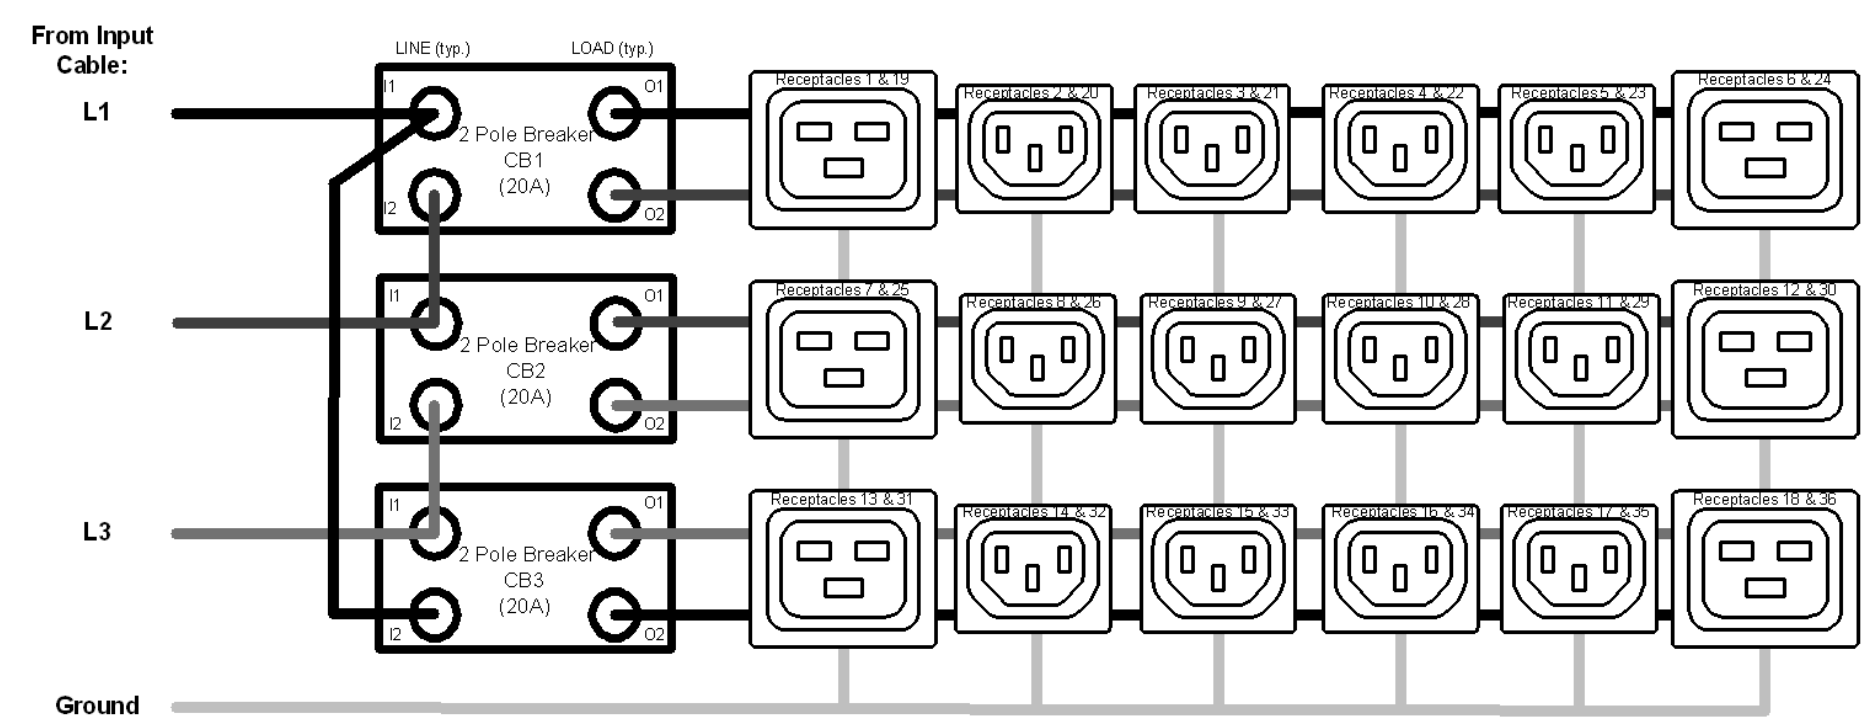 From Input
Cable:
LINE (typ.)
LOAD (typ.)
L1
I1
O1
2 Pole Breaker
CB1
(20A)
I2
O2
Receptacles 1 & 19
Receptacles 2 & 20
Receptacles 3 & 21
Receptacles 4 & 22
Receptacles 5 & 23
Receptacles 6 & 24
L2
I1
O1
2 Pole Breaker
CB2
(20A)
I2
O2
Receptacles 7 & 25
Receptacles 8 & 26
Receptacles 9 & 27
Receptacles 10 & 28
Receptacles 11 & 29
Receptacles 12 & 30
L3
I1
O1
2 Pole Breaker
CB3
(20A)
I2
O2
Receptacles 13 & 31
Receptacles 14 & 32
Receptacles 15 & 33
Receptacles 16 & 34
Receptacles 17 & 35
Receptacles 18 & 36
Ground